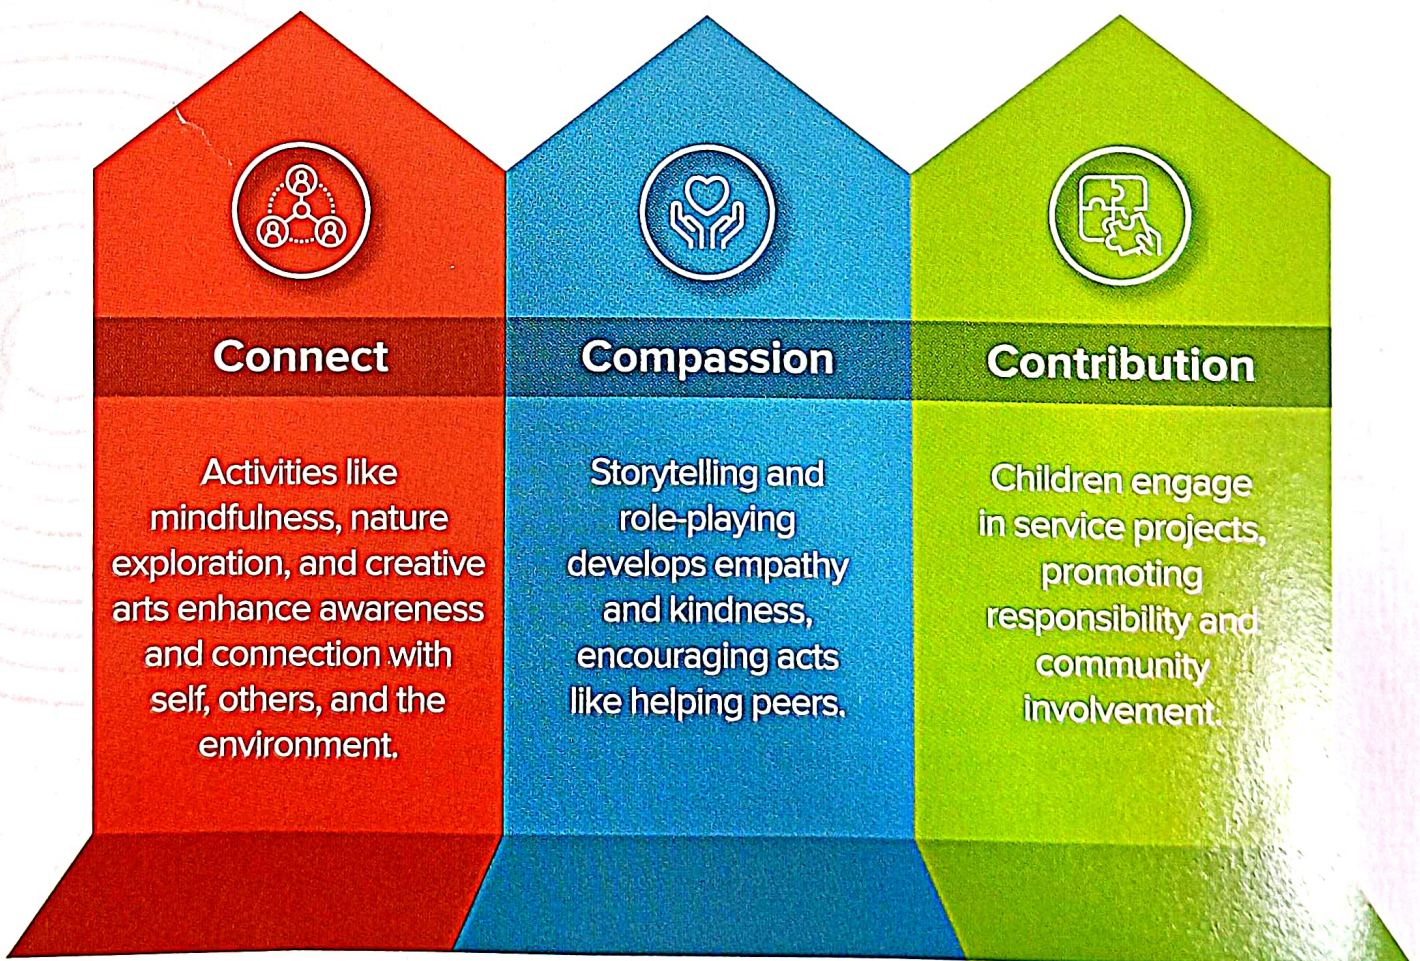 Connect
Activities like
mindfulness, nature
exploration, and creative
arts enhance awareness
and connection with
self, others, and the
environment.
Compassion
Storytelling and
role-playing
develops empathy
and kindness,
encouraging acts
like helping peers.
Contribution
Children engage
in service projects,
promoting
responsibility and
community
involvement.